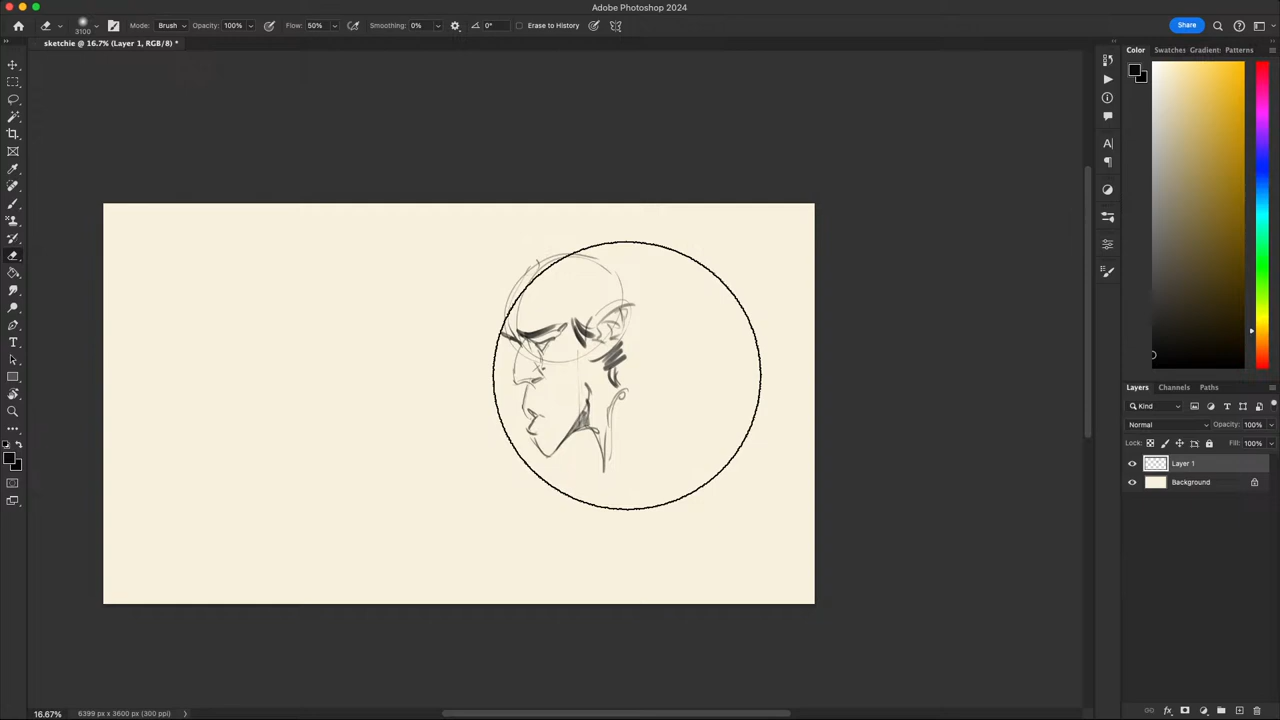 Adobe Photoshop 2024
3100
Mode: Brush Opacity: 100% Flow: 50% Smoothing: 0% 0° Erase to History Share
sketchie @ 16.7% (Layer 1, RGB/8) *
Color Swatches Gradient: Patterns
Layers Channels Paths
Kind
Normal Opacity: 100%
Lock: Fill: 100%
Layer 1
Background
16.67% 6399 px x 3600 px (300 ppi)